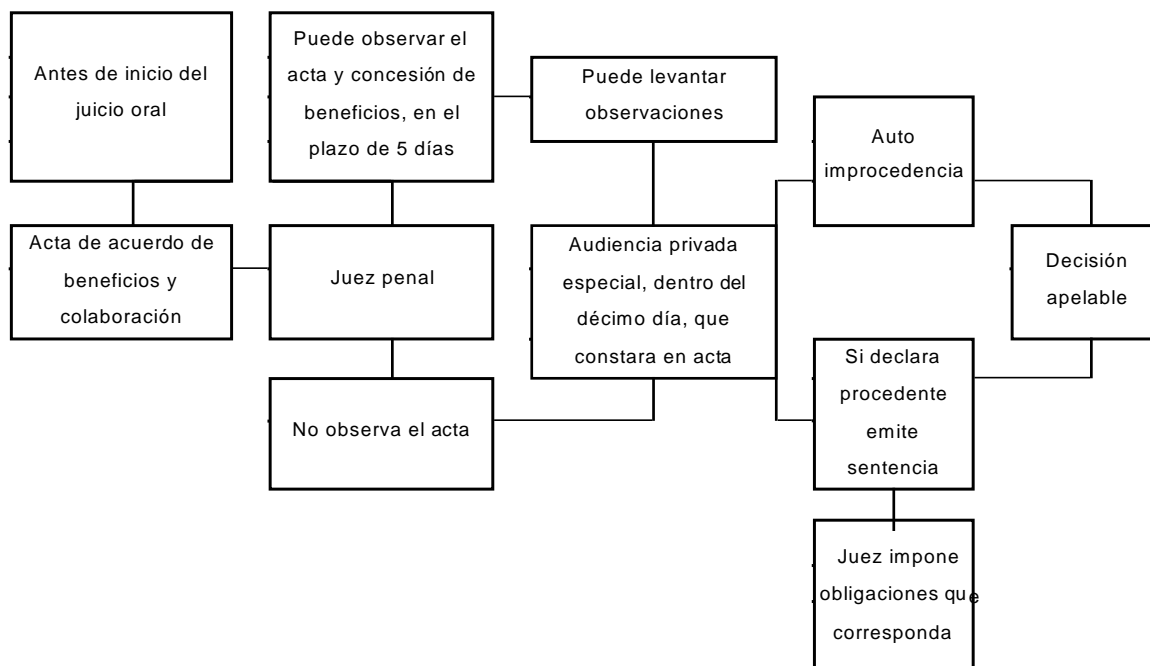 Antes de inicio del
juicio oral
Puede observar el
acta y concesión de
beneficios, en el
plazo de 5 días
Puede levantar
observaciones
Auto
improcedencia
Acta de acuerdo de
beneficios y
colaboración
Juez penal
Audiencia privada
especial, dentro del
décimo día, que
constara en acta
Decisión
apelable
No observa el acta
Si declara
procedente
emite
sentencia
Juez impone
obligaciones que
corresponda